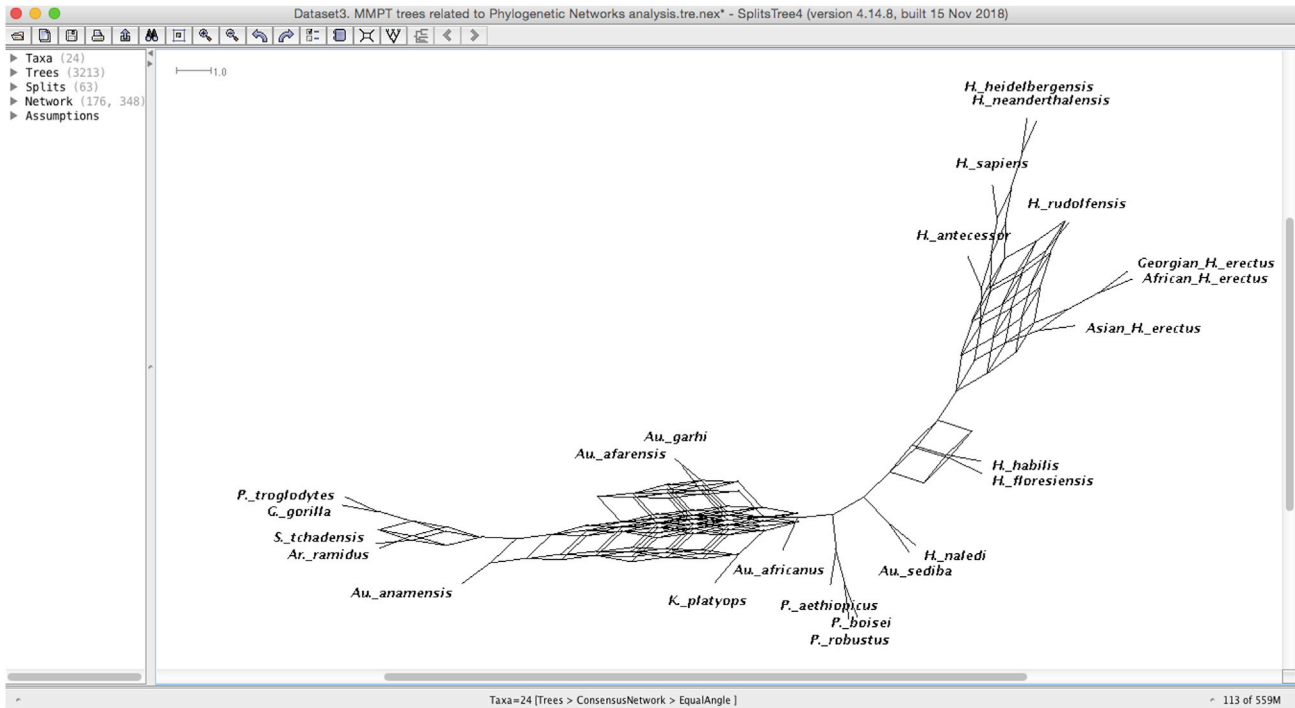 Dataset3. MMPT trees related to Phylogenetic Networks analysis.tre.nex* - SplitsTree4 (version 4.14.8, built 15 Nov 2018)
Taxa (24)
Trees (3213)
Splits (63)
Network (176, 348)
Assumptions
1.0
H._heidelbergensis
H._neanderthalensis
H._sapiens
H._rudolfensis
H._antecessor
Georgian_H._erectus
African_H._erectus
Asian_H._erectus
Au._garhi
Au._afarensis
H._habilis
H._floresiensis
P._troglodytes
G._gorilla
S._tchadensis
Ar._ramidus
H._naledi
Au._sediba
Au._africanus
Au._anamensis
K._platyops
P._aethiopicus
P._boisei
P._robustus
Taxa=24 [Trees > ConsensusNetwork > EqualAngle ]
113 of 559M